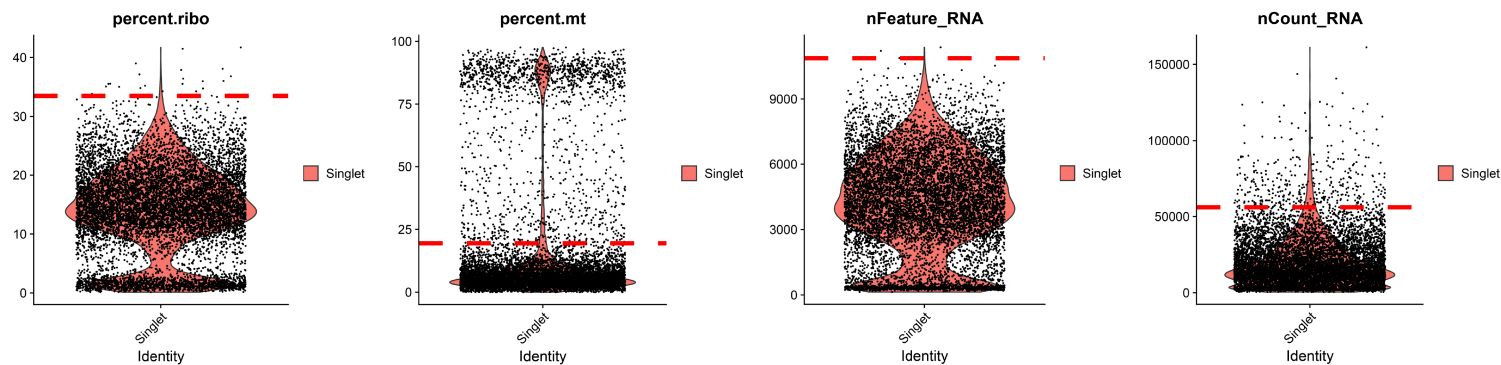 percent.ribo
40
30
20
10
0
Singlet
Identity
Singlet
percent.mt
100
75
50
25
0
Singlet
Identity
Singlet
nFeature_RNA
9000
6000
3000
0
Singlet
Identity
Singlet
nCount_RNA
150000
100000
50000
0
Singlet
Identity
Singlet